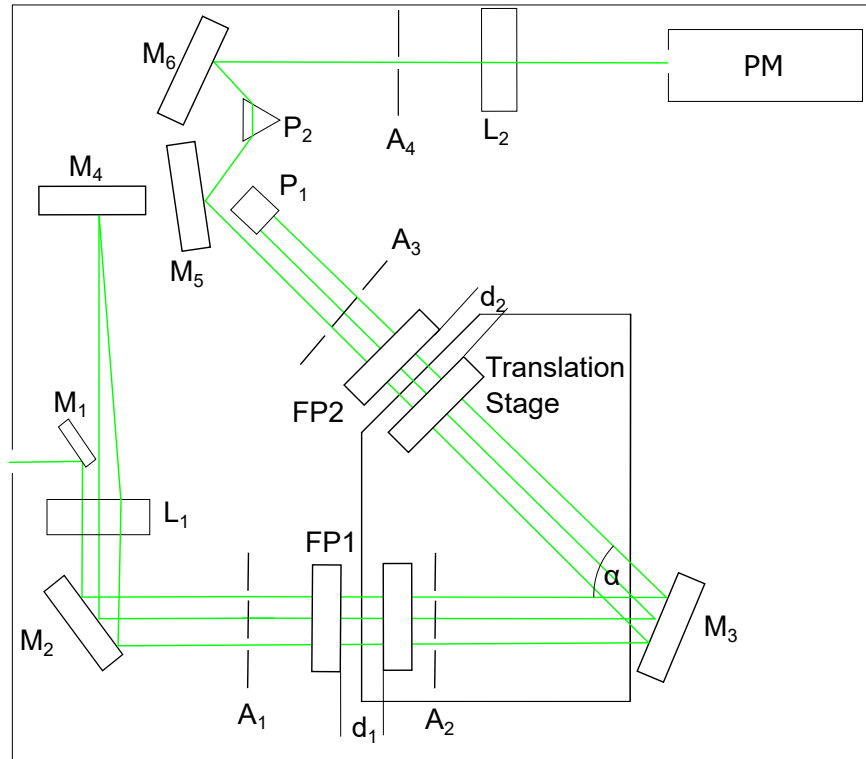 M6
PM
P2
A4
L2
M4
P1
M5
A3
d2
Translation
Stage
FP2
M1
L1
FP1
α
M2
M3
A1
d1
A2